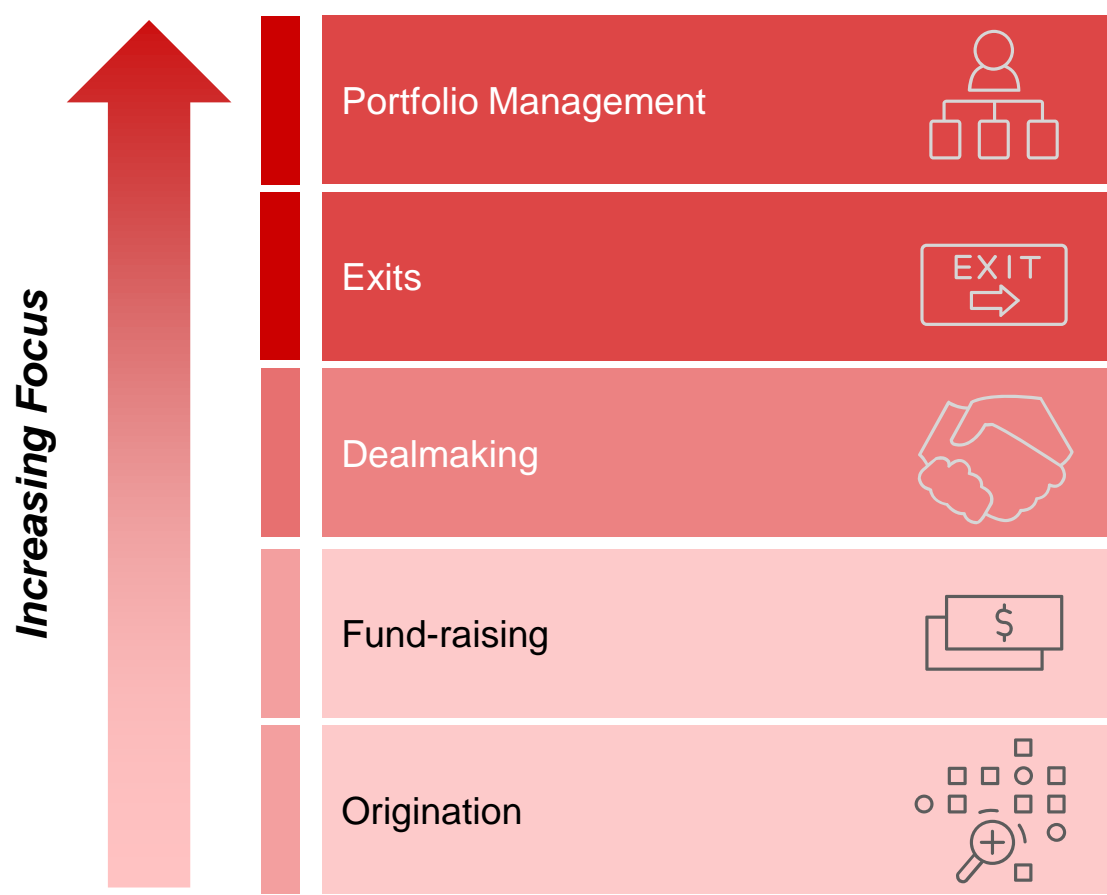 Increasing Focus
Portfolio Management
Exits
EXIT
Dealmaking
Fund-raising
$
Origination